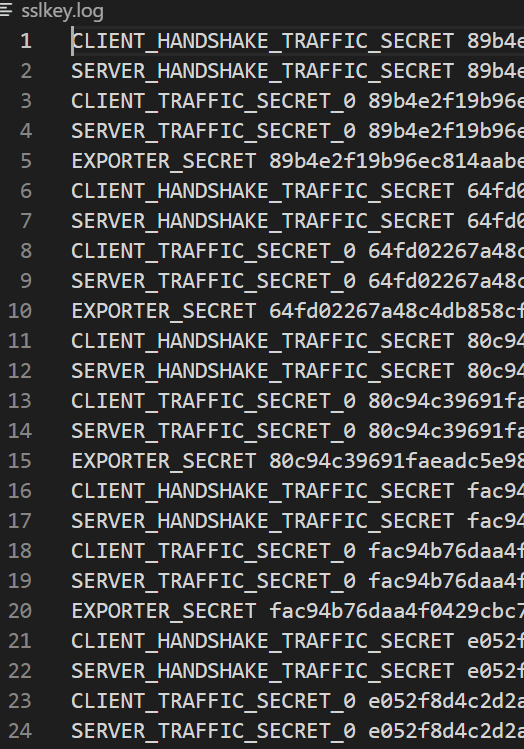 sslkey.log
1 CLIENT_HANDSHAKE_TRAFFIC_SECRET 89b4e
2 SERVER_HANDSHAKE_TRAFFIC_SECRET 89b4e
3 CLIENT_TRAFFIC_SECRET_0 89b4e2f19b96e
4 SERVER_TRAFFIC_SECRET_0 89b4e2f19b96e
5 EXPORTER_SECRET 89b4e2f19b96ec814aabe
6 CLIENT_HANDSHAKE_TRAFFIC_SECRET 64fd0
7 SERVER_HANDSHAKE_TRAFFIC_SECRET 64fd0
8 CLIENT_TRAFFIC_SECRET_0 64fd02267a48c
9 SERVER_TRAFFIC_SECRET_0 64fd02267a48c
10 EXPORTER_SECRET 64fd02267a48c4db858cf
11 CLIENT_HANDSHAKE_TRAFFIC_SECRET 80c94
12 SERVER_HANDSHAKE_TRAFFIC_SECRET 80c94
13 CLIENT_TRAFFIC_SECRET_0 80c94c39691fa
14 SERVER_TRAFFIC_SECRET_0 80c94c39691fa
15 EXPORTER_SECRET 80c94c39691faeadc5e98
16 CLIENT_HANDSHAKE_TRAFFIC_SECRET fac94
17 SERVER_HANDSHAKE_TRAFFIC_SECRET fac94
18 CLIENT_TRAFFIC_SECRET_0 fac94b76daa4f
19 SERVER_TRAFFIC_SECRET_0 fac94b76daa4f
20 EXPORTER_SECRET fac94b76daa4f0429cbc7
21 CLIENT_HANDSHAKE_TRAFFIC_SECRET e052f
22 SERVER_HANDSHAKE_TRAFFIC_SECRET e052f
23 CLIENT_TRAFFIC_SECRET_0 e052f8d4c2d2a
24 SERVER_TRAFFIC_SECRET_0 e052f8d4c2d2a